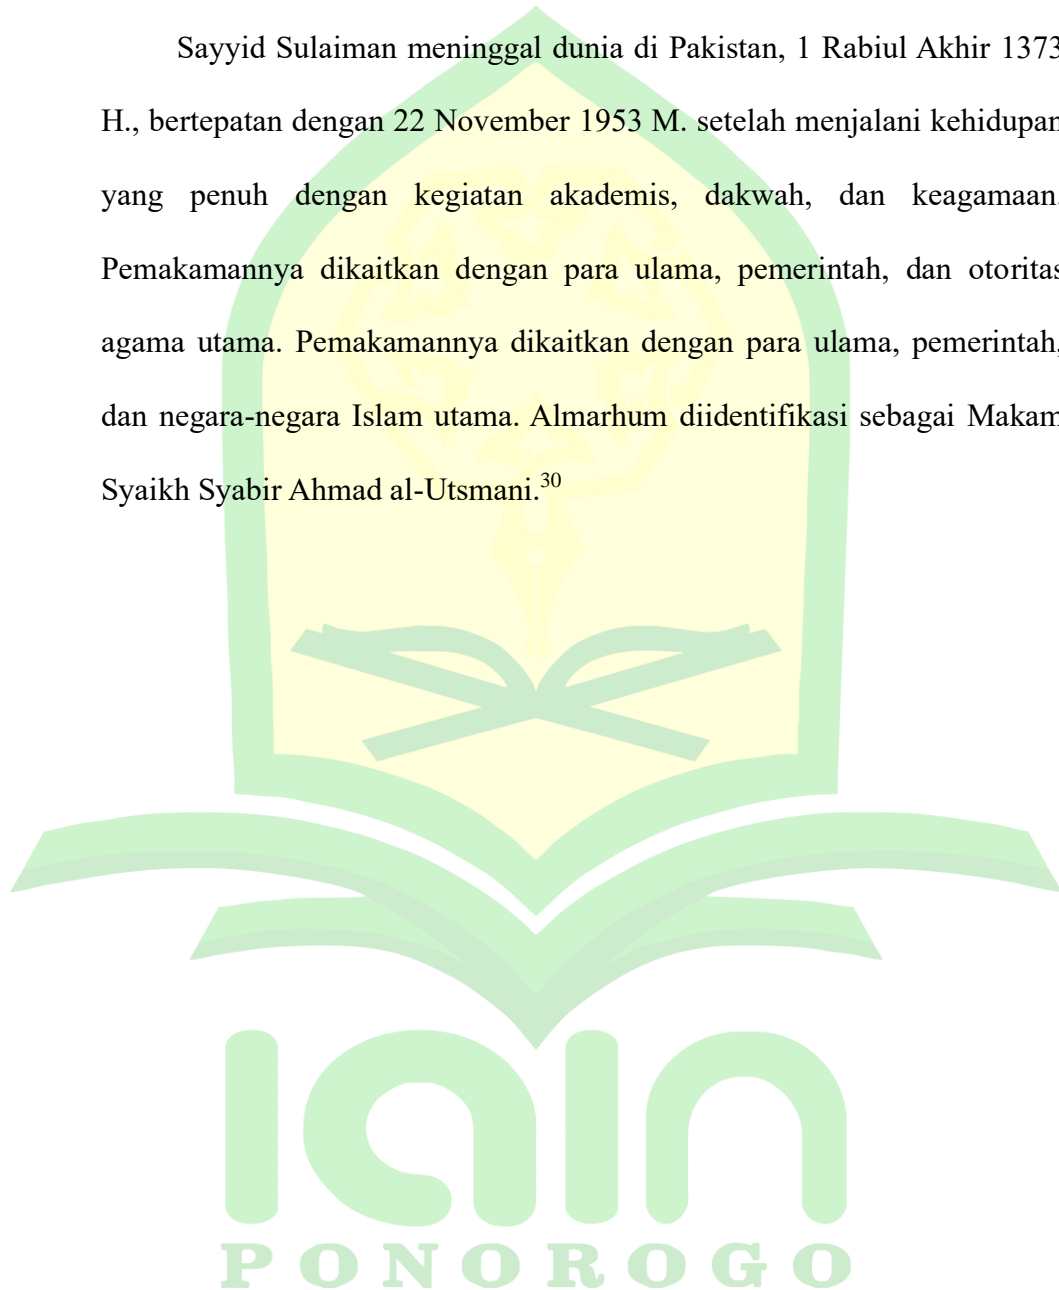 Sayyid Sulaiman meninggal dunia di Pakistan, 1 Rabiul Akhir 1373
H., bertepatan dengan 22 November 1953 M. setelah menjalani kehidupan
yang penuh dengan kegiatan akademis, dakwah, dan keagamaan.
Pemakamannya dikaitkan dengan para ulama, pemerintah, dan otoritas
agama utama. Pemakamannya dikaitkan dengan para ulama, pemerintah,
dan negara-negara Islam utama. Almarhum diidentifikasi sebagai Makam
Syaikh Syabir Ahmad al-Utsmani.30
IAIN
PONOROGO